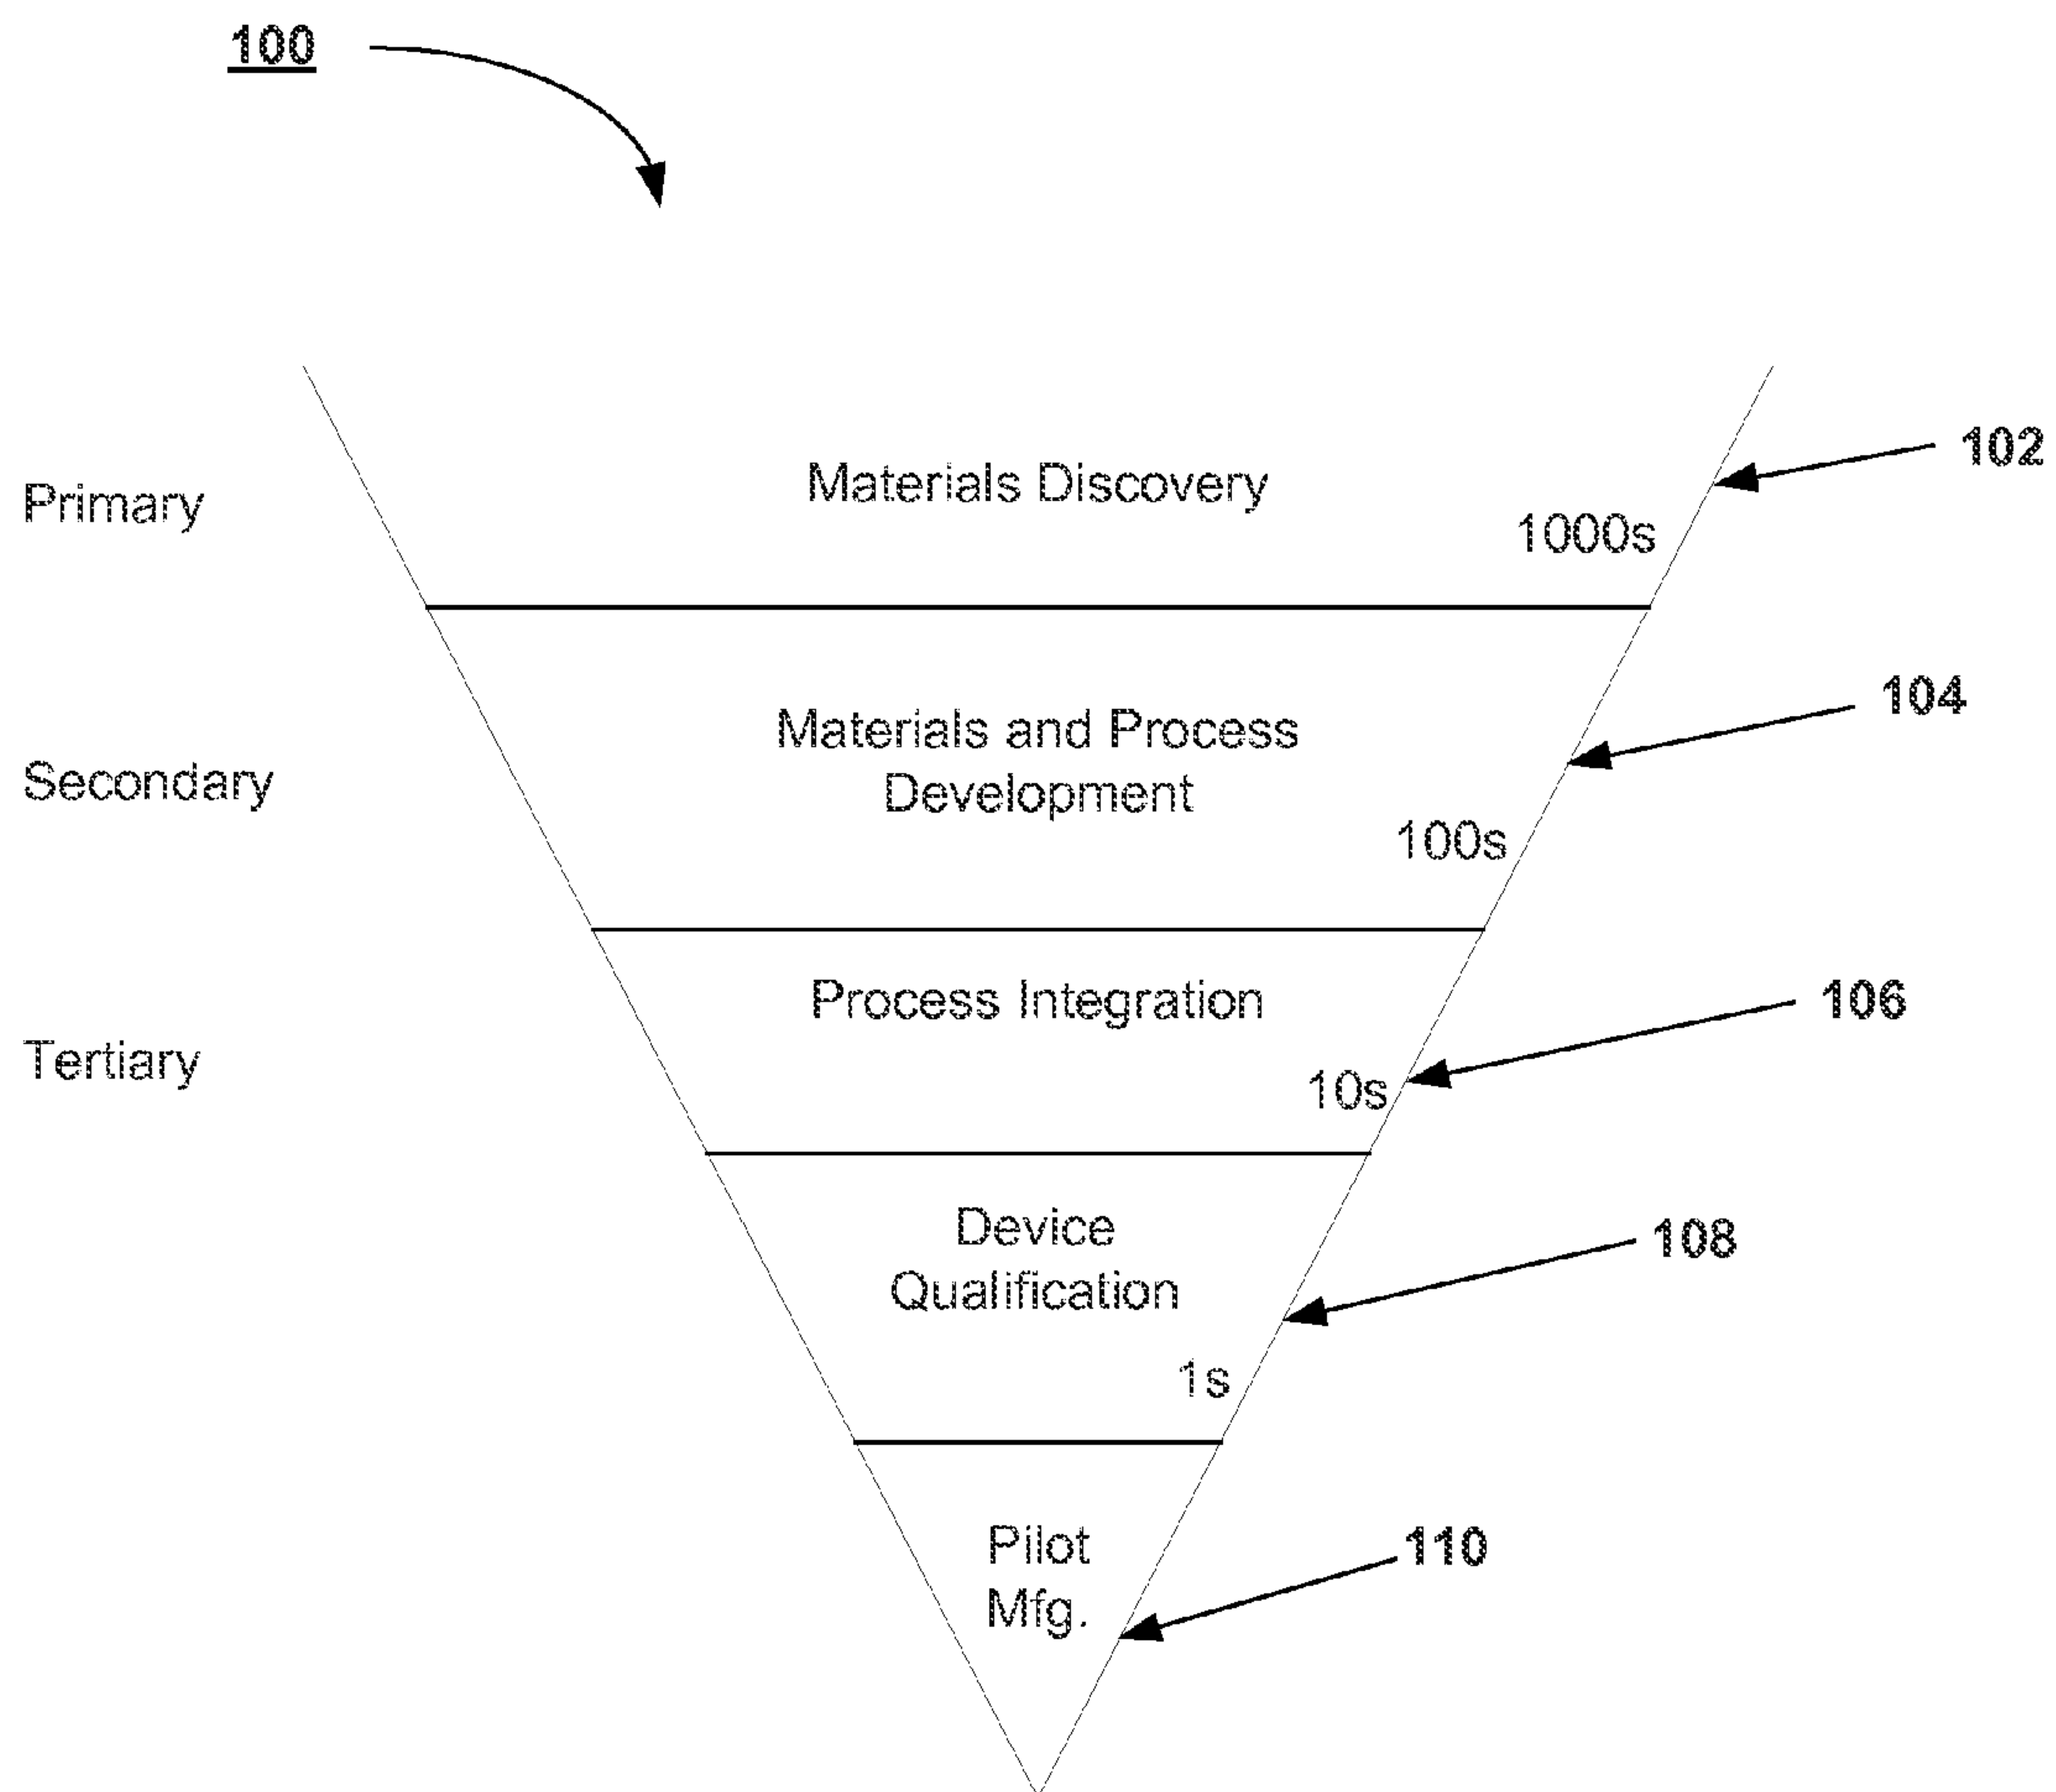 100
102
Materials Discovery
Primary
1000s
104
Materials and Process
Secondary
Development
100s
106
Process Integration
Tertiary
10s
108
Device
Qualification
1s
110
Pilot
Mfg.